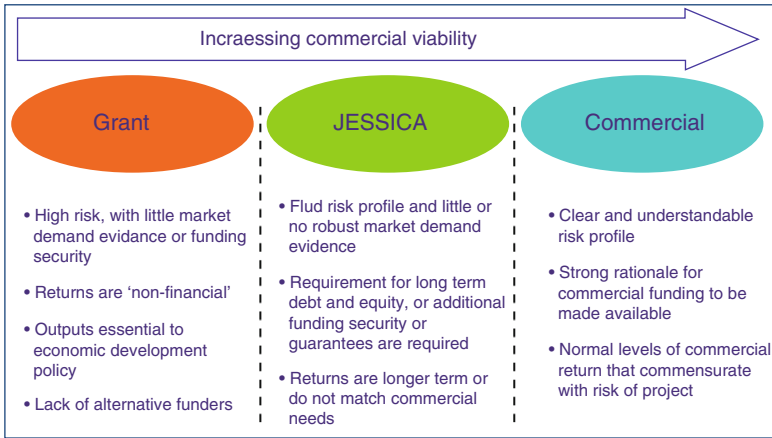 Incraessing commercial viability
Grant
• High risk, with little market
demand evidance or funding
security
• Returns are ‘non-financial’
• Outputs essential to
economic development
policy
• Lack of alternative funders
JESSICA
• Flud risk profile and little or
no robust market demand
evidence
• Requirement for long term
debt and equity, or additional
funding security or
guarantees are required
• Returns are longer term or
do not match commercial
needs
Commercial
• Clear and understandable
risk profile
• Strong rationale for
commercial funding to be
made available
• Normal levels of commercial
return that commensurate
with risk of project